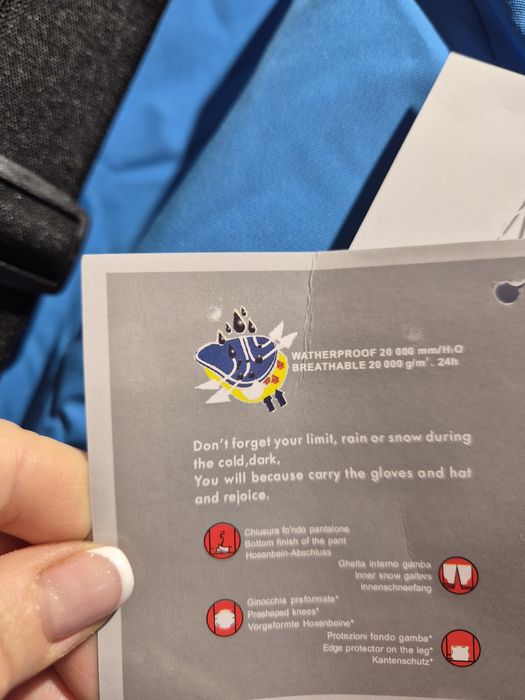 WATHERPROOF 20 000 mm/H₂O
BREATHABLE 20 000 g/m². 24h
Don't forget your limit, rain or snow during
the cold,dark,
You will because carry the gloves and hat
and rejoice.
Chiusura fo'ndo pantalone
Bottom finish of the pant
Hosenbein-Abschluss
Ghetta interno gamba
Inner snow gaiters
Innenschneefang
Ginocchia preformate*
Preshaped knees*
Vorgeformte Hosenbeine*
Protezioni fondo gamba*
Edge protector on the leg*
Kantenschutz*